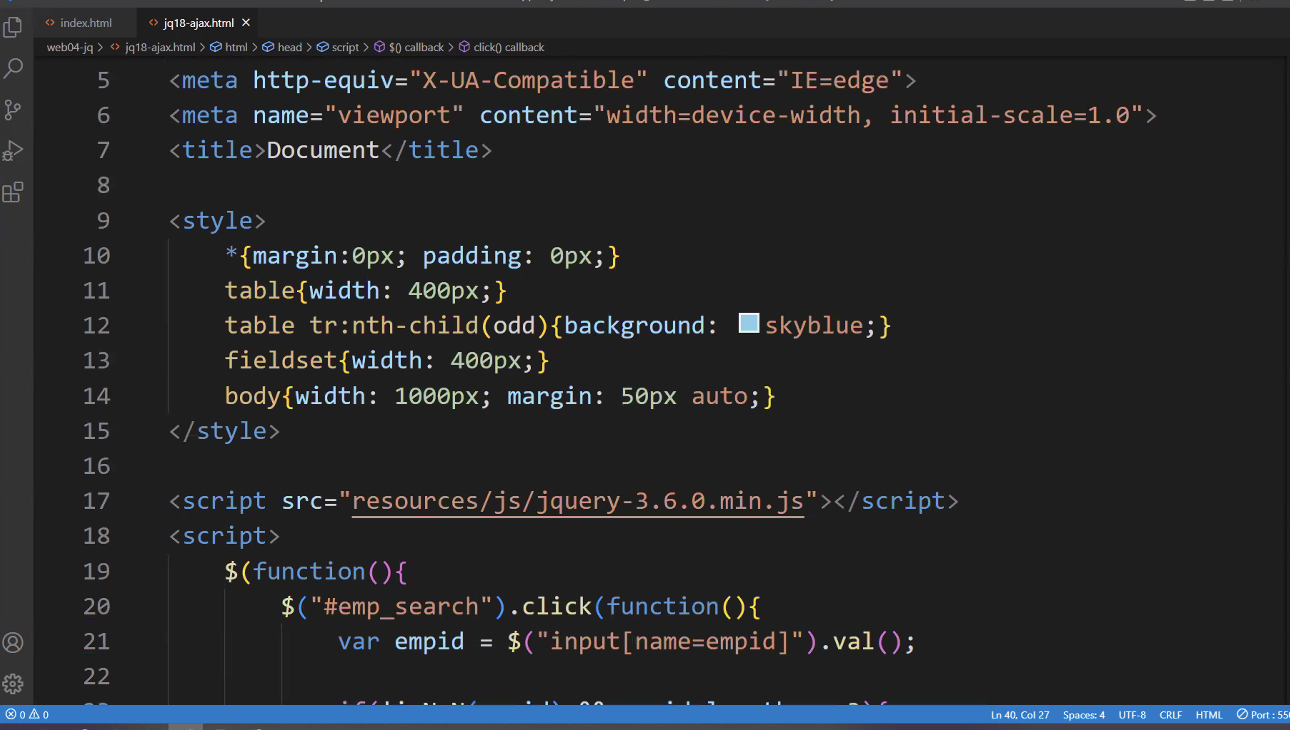 index.html
jq18-ajax.html
web04-jq > jq18-ajax.html > html > head > script > $() callback > click() callback
5 <meta http-equiv="X-UA-Compatible" content="IE=edge">
6 <meta name="viewport" content="width=device-width, initial-scale=1.0">
7 <title>Document</title>
8
9 <style>
10 *{margin:0px; padding: 0px;}
11 table{width: 400px;}
12 table tr:nth-child(odd){background: skyblue;}
13 fieldset{width: 400px;}
14 body{width: 1000px; margin: 50px auto;}
15 </style>
16
17 <script src="resources/js/jquery-3.6.0.min.js"></script>
18 <script>
19 $(function(){
20 $("#emp_search").click(function(){
21 var empid = $("input[name=empid]").val();
22
0 0 Ln 40, Col 27 Spaces: 4 UTF-8 CRLF HTML Port :